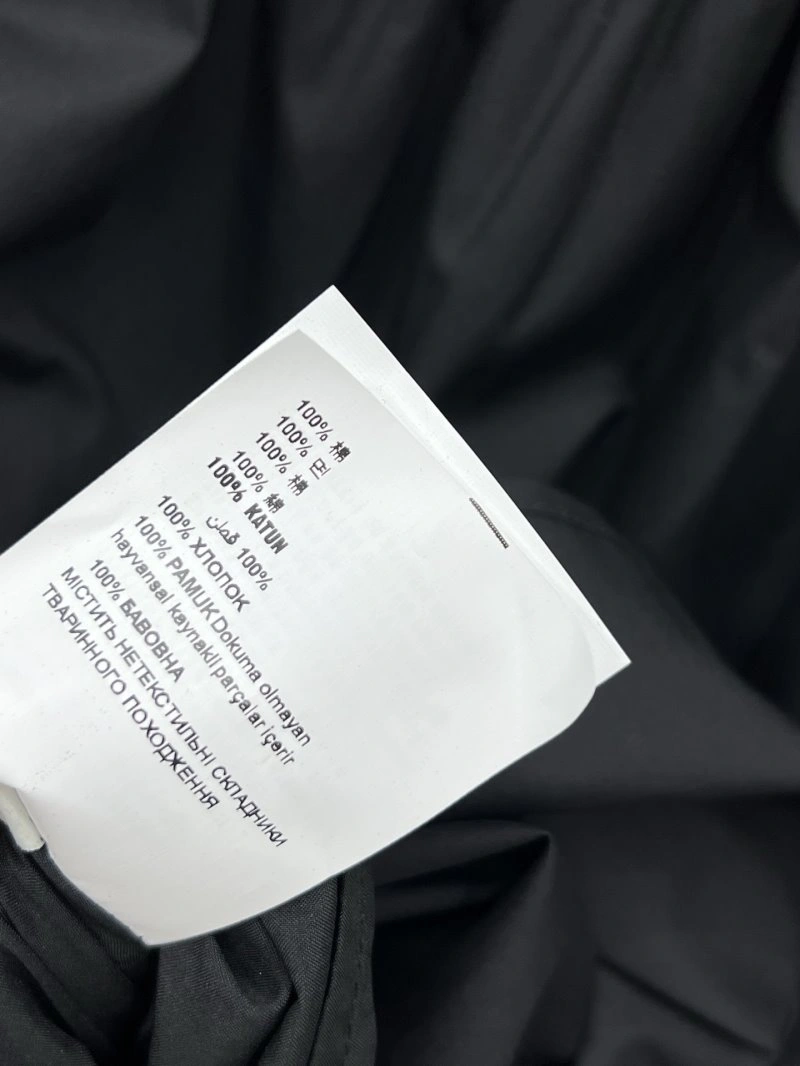 100% 棉
100% 면
100% 棉
100% 綿
100% KATUN
100% قطن
100% ХЛОПОК
100% PAMUK Dokuma olmayan
hayvansal kaynakli parçalar içerir
100% БАВОВНА
МІСТИТЬ НЕТЕКСТИЛЬНІ СКЛАДНИКИ
ТВАРИННОГО ПОХОДЖЕННЯ